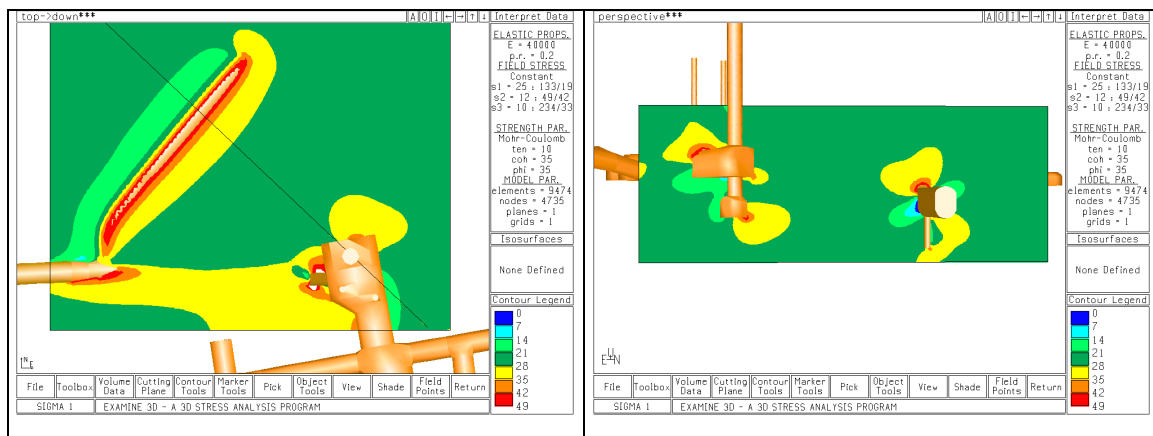 top->down***
A O I ← → ↑ ↓
Interpret Data
ELASTIC PROPS.
E = 40000
p.r. = 0.2
FIELD STRESS
Constant
s1 = 25 : 133/19
s2 = 12 : 49/42
s3 = 10 : 234/33
STRENGTH PAR.
Mohr-Coulomb
ten = 10
coh = 35
phi = 35
MODEL PAR.
elements = 9474
nodes = 4735
planes = 1
grids = 1
Isosurfaces
None Defined
Contour Legend
0
7
14
21
28
35
42
49
N
E
File Toolbox Volume Data Cutting Plane Contour Tools Marker Tools Pick Object Tools View Shade Field Points Return
SIGMA 1 EXAMINE 3D - A 3D STRESS ANALYSIS PROGRAM
perspective***
A O I ← → ↑ ↓
Interpret Data
ELASTIC PROPS.
E = 40000
p.r. = 0.2
FIELD STRESS
Constant
s1 = 25 : 133/19
s2 = 12 : 49/42
s3 = 10 : 234/33
STRENGTH PAR.
Mohr-Coulomb
ten = 10
coh = 35
phi = 35
MODEL PAR.
elements = 9474
nodes = 4735
planes = 1
grids = 1
Isosurfaces
None Defined
Contour Legend
0
7
14
21
28
35
42
49
E N
File Toolbox Volume Data Cutting Plane Contour Tools Marker Tools Pick Object Tools View Shade Field Points Return
SIGMA 1 EXAMINE 3D - A 3D STRESS ANALYSIS PROGRAM